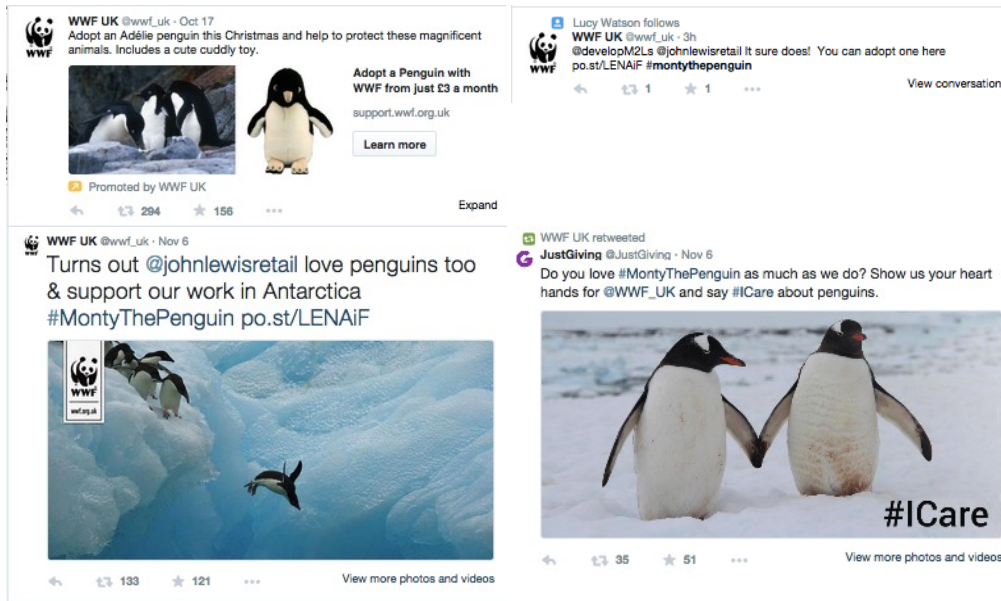 WWF UK @wwf_uk · Oct 17
Adopt an Adélie penguin this Christmas and help to protect these magnificent
animals. Includes a cute cuddly toy.
WWF
Adopt a Penguin with
WWF from just £3 a month
support.wwf.org.uk
Learn more
Promoted by WWF UK
294 156
Expand
Lucy Watson follows
WWF UK @wwf_uk · 3h
@developM2Ls @johnlewisretail It sure does! You can adopt one here
po.st/LENAiF #montythepenguin
WWF
1 1
View conversation
WWF UK @wwf_uk · Nov 6
Turns out @johnlewisretail love penguins too
& support our work in Antarctica
#MontyThePenguin po.st/LENAiF
WWF
wwf.org.uk
133 121
View more photos and videos
WWF UK retweeted
JustGiving @JustGiving · Nov 6
Do you love #MontyThePenguin as much as we do? Show us your heart
hands for @WWF_UK and say #ICare about penguins.
#ICare
35 51
View more photos and videos